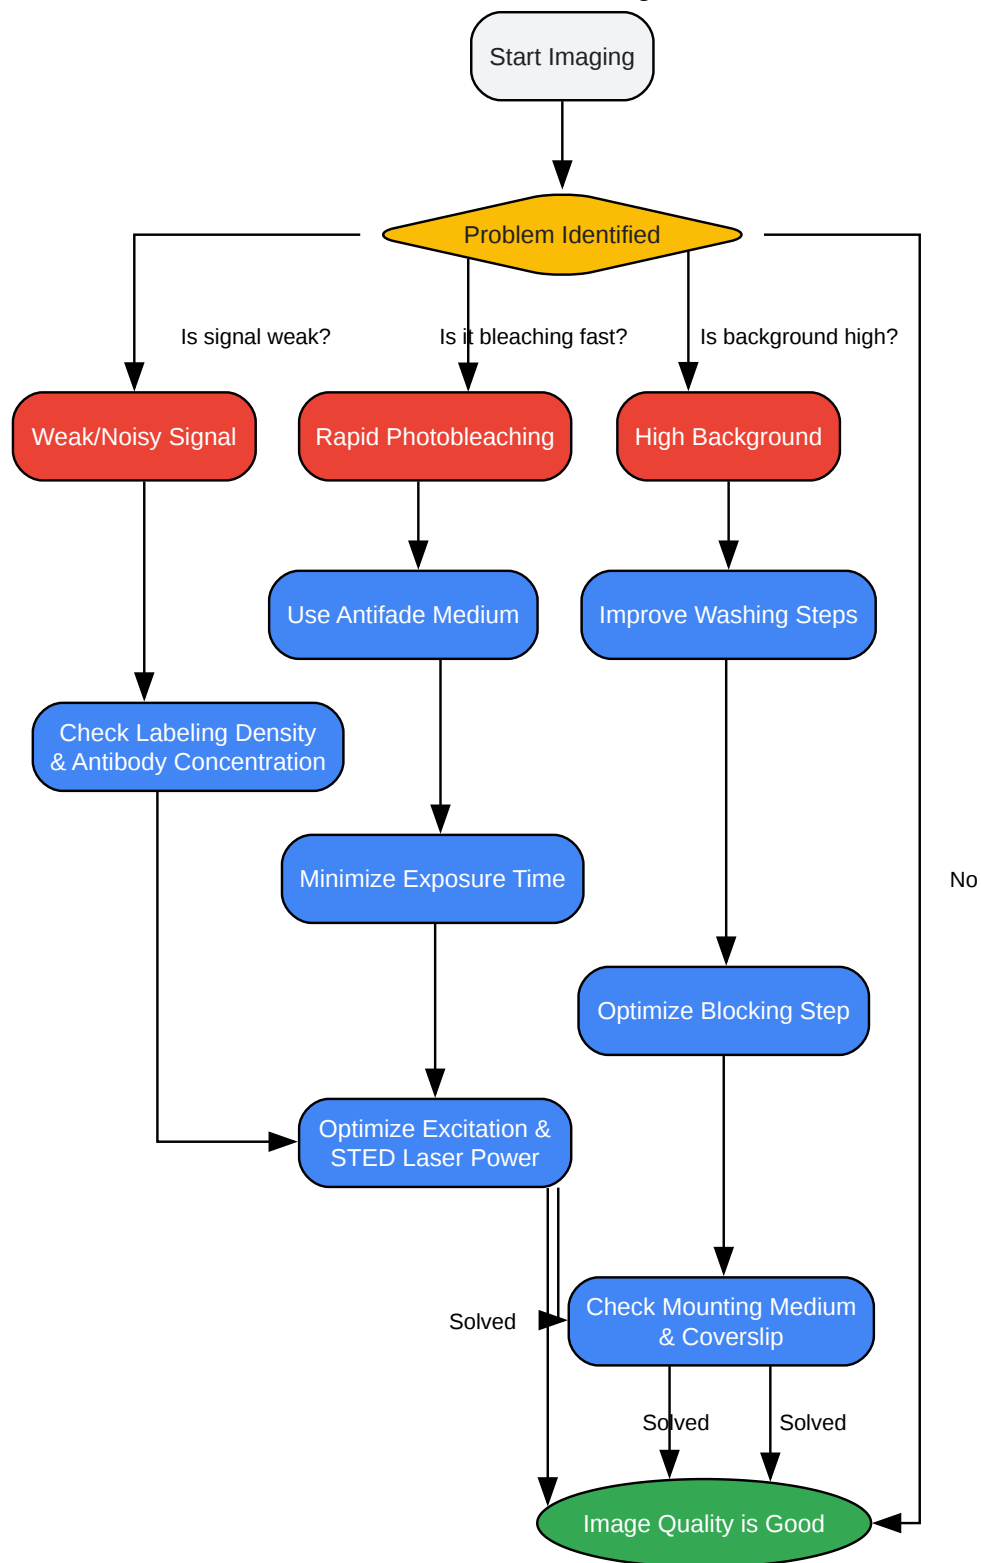 Start Imaging
Problem Identified
Is signal weak?
Is it bleaching fast?
Is background high?
Weak/Noisy Signal
Rapid Photobleaching
High Background
Use Antifade Medium
Improve Washing Steps
Check Labeling Density
& Antibody Concentration
Minimize Exposure Time
No
Optimize Blocking Step
Optimize Excitation &
STED Laser Power
Check Mounting Medium
& Coverslip
Solved
Solved
Solved
Image Quality is Good